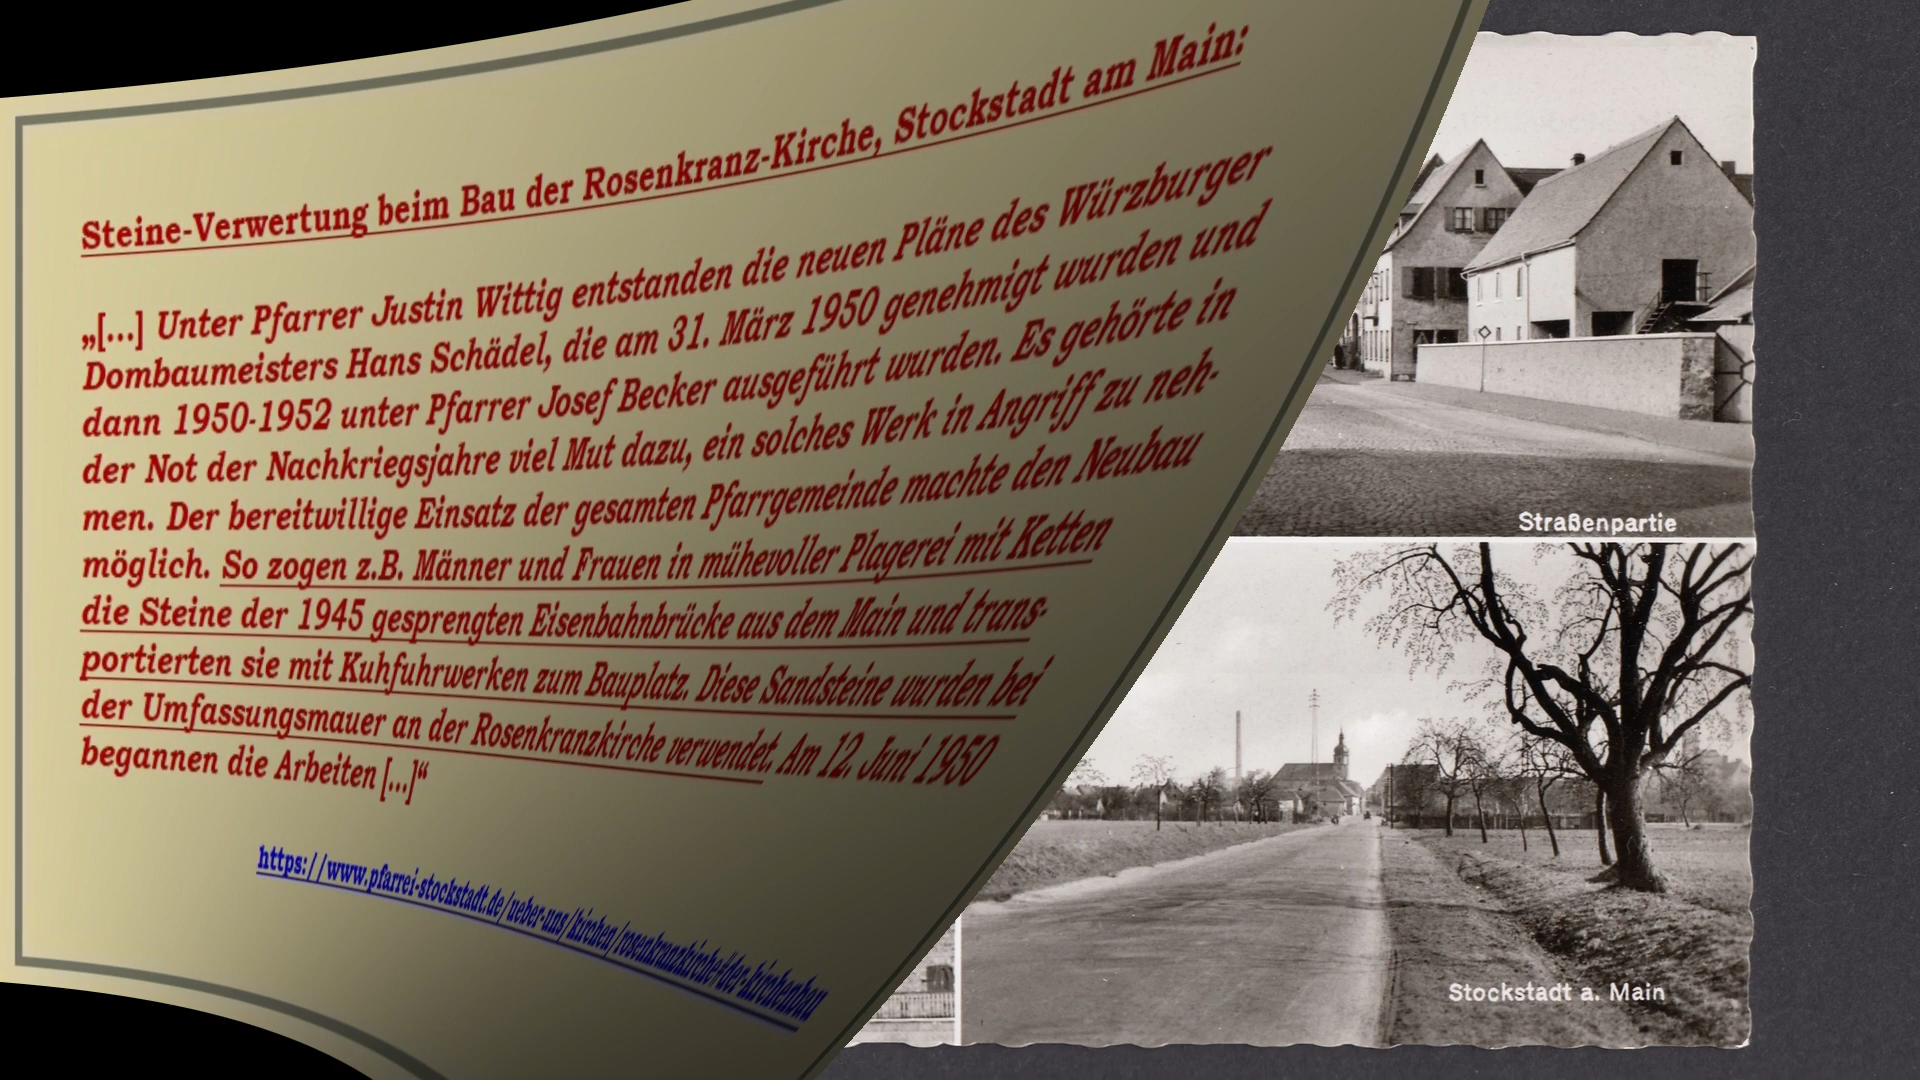 Steine-Verwertung beim Bau der Rosenkranz-Kirche, Stockstadt am Main:
„[...] Unter Pfarrer Justin Wittig entstanden die neuen Pläne des Würzburger
Dombaumeisters Hans Schädel, die am 31. März 1950 genehmigt wurden und
dann 1950-1952 unter Pfarrer Josef Becker ausgeführt wurden. Es gehörte in
der Not der Nachkriegsjahre viel Mut dazu, ein solches Werk in Angriff zu neh-
men. Der bereitwillige Einsatz der gesamten Pfarrgemeinde machte den Neubau
möglich. So zogen z.B. Männer und Frauen in mühevoller Plagerei mit Ketten
die Steine der 1945 gesprengten Eisenbahnbrücke aus dem Main und trans-
portierten sie mit Kuhfuhrwerken zum Bauplatz. Diese Sandsteine wurden bei
der Umfassungsmauer an der Rosenkranzkirche verwendet. Am 12. Juni 1950
begannen die Arbeiten [...]“
https://www.pfarrei-stockstadt.de/ueber-uns/kirchen/rosenkranzkirche#der-kirchenbau
Straßenpartie
Stockstadt a. Main